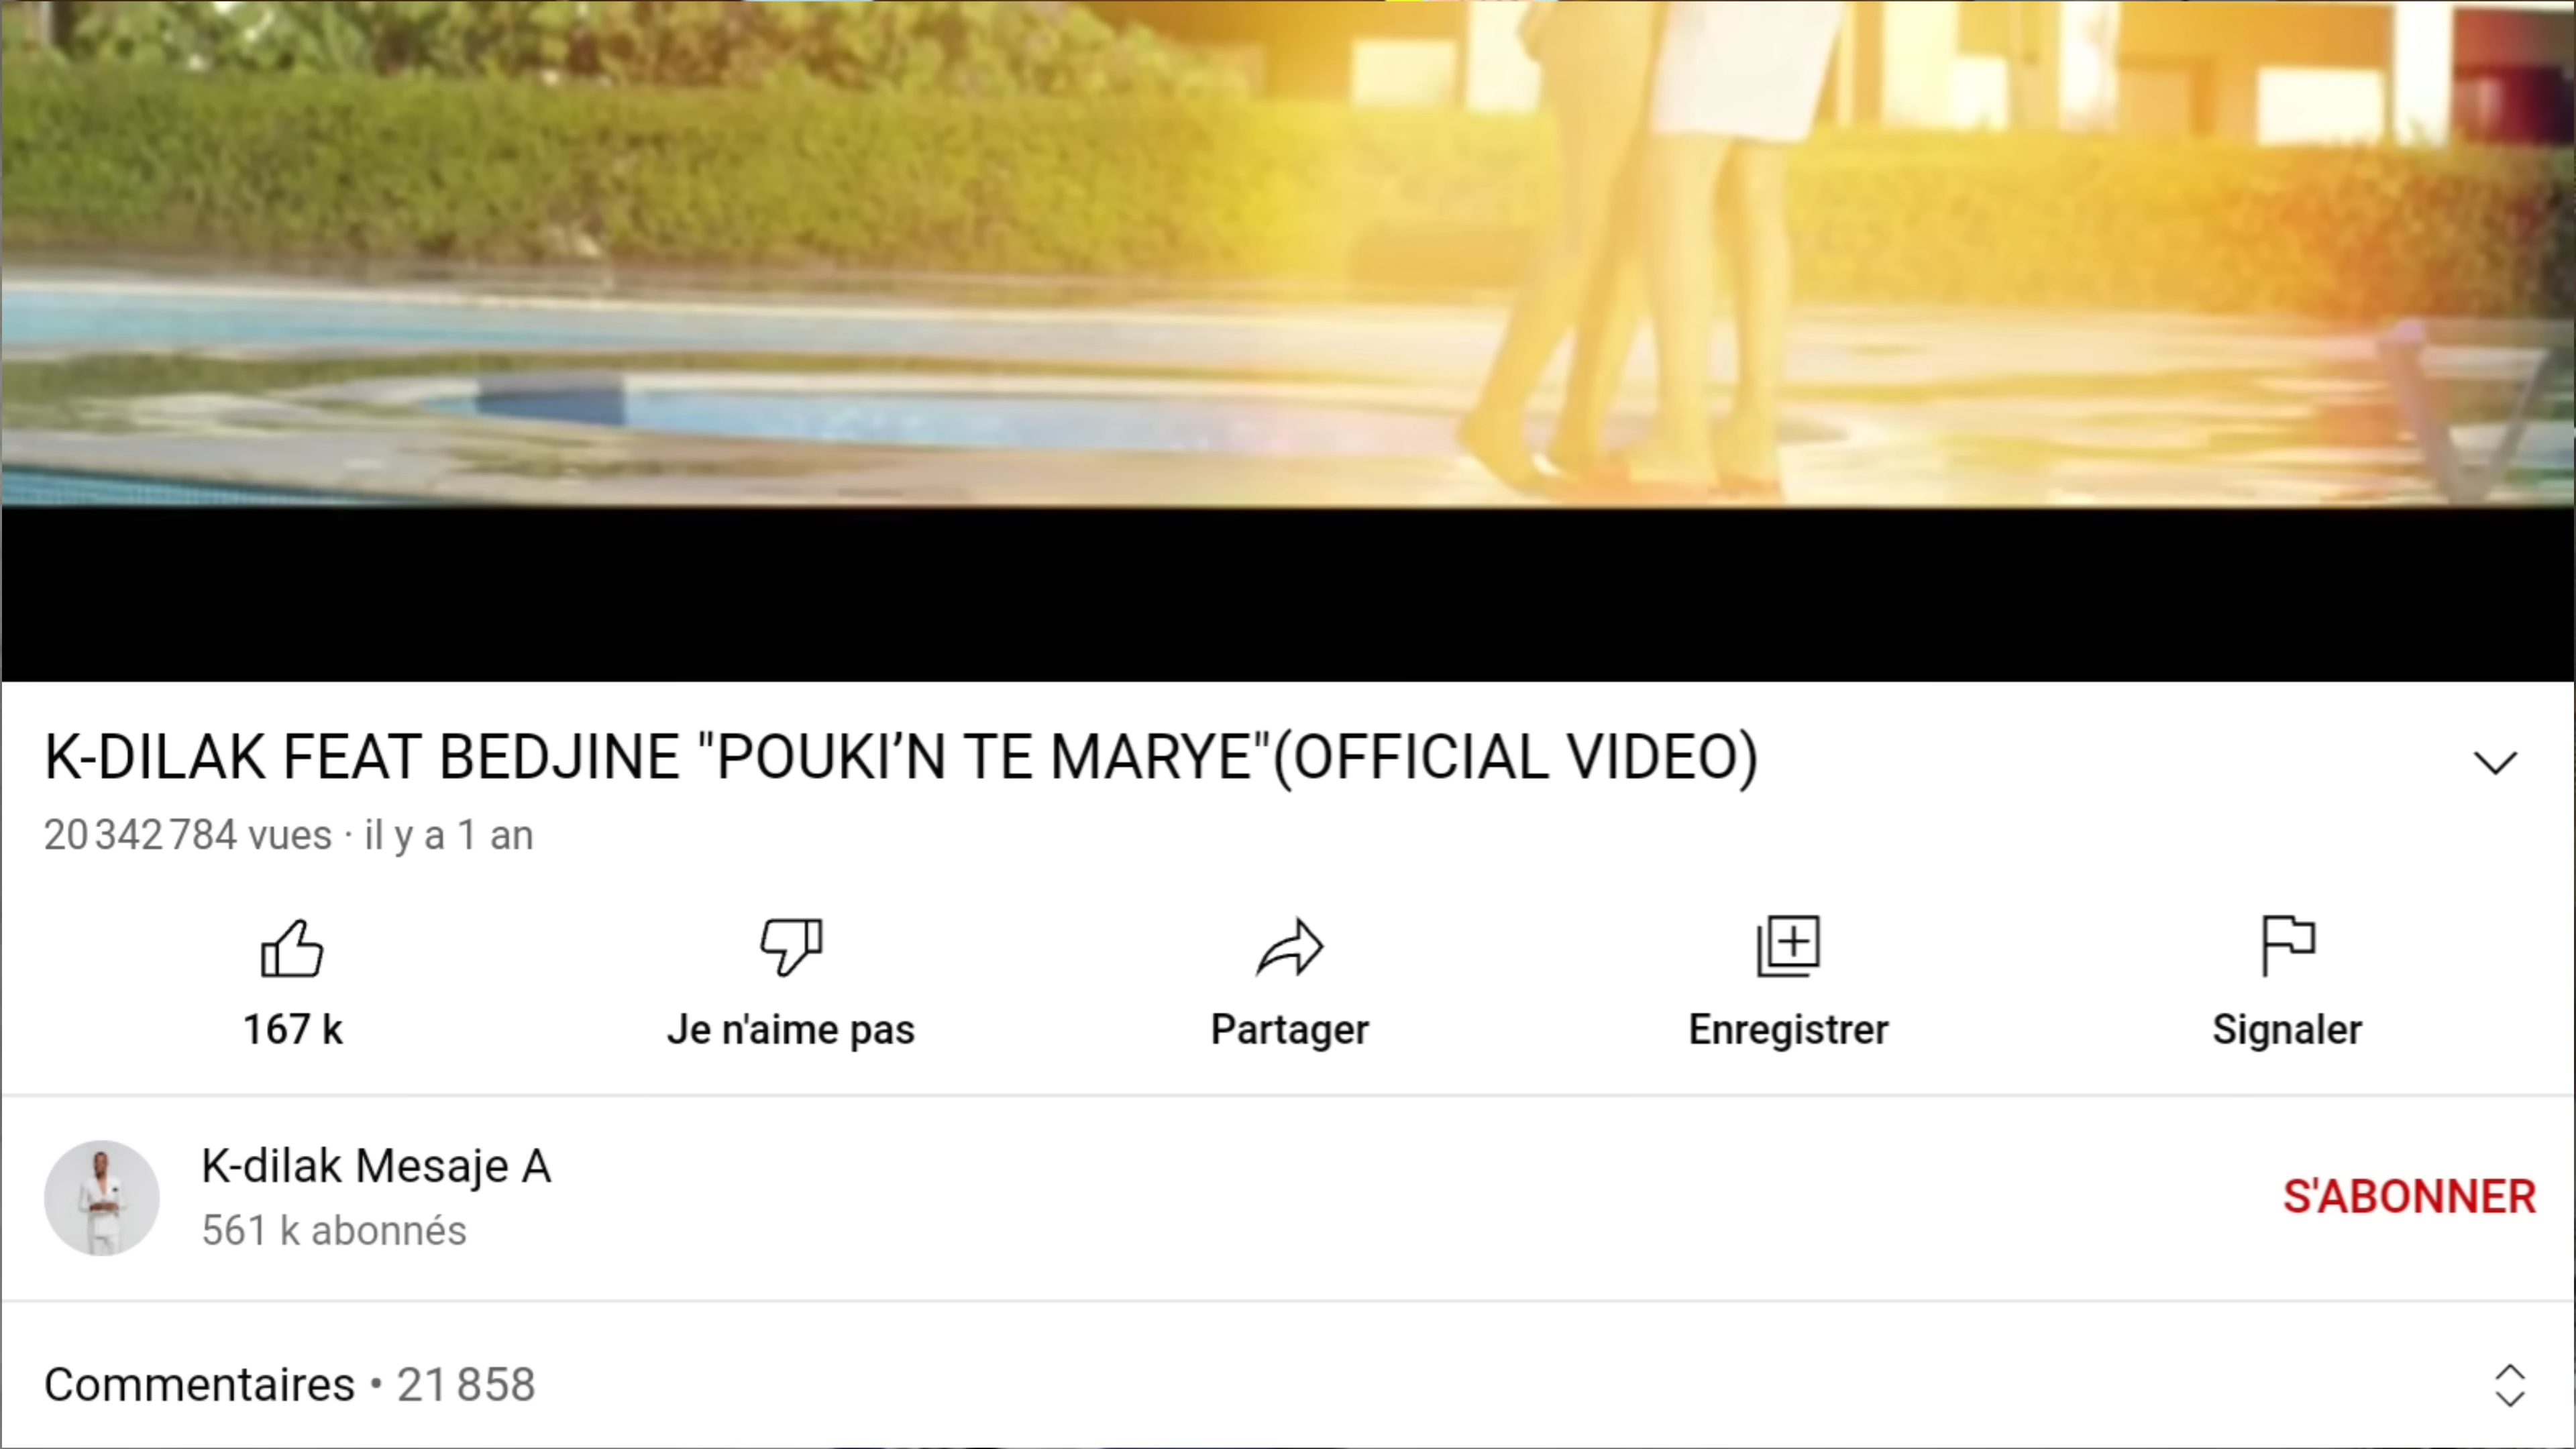 K-DILAK FEAT BEDJINE "POUKI’N TE MARYE"(OFFICIAL VIDEO)
20 342 784 vues · il y a 1 an
167 k
Je n'aime pas
Partager
Enregistrer
Signaler
K-dilak Mesaje A
561 k abonnés
S'ABONNER
Commentaires • 21 858